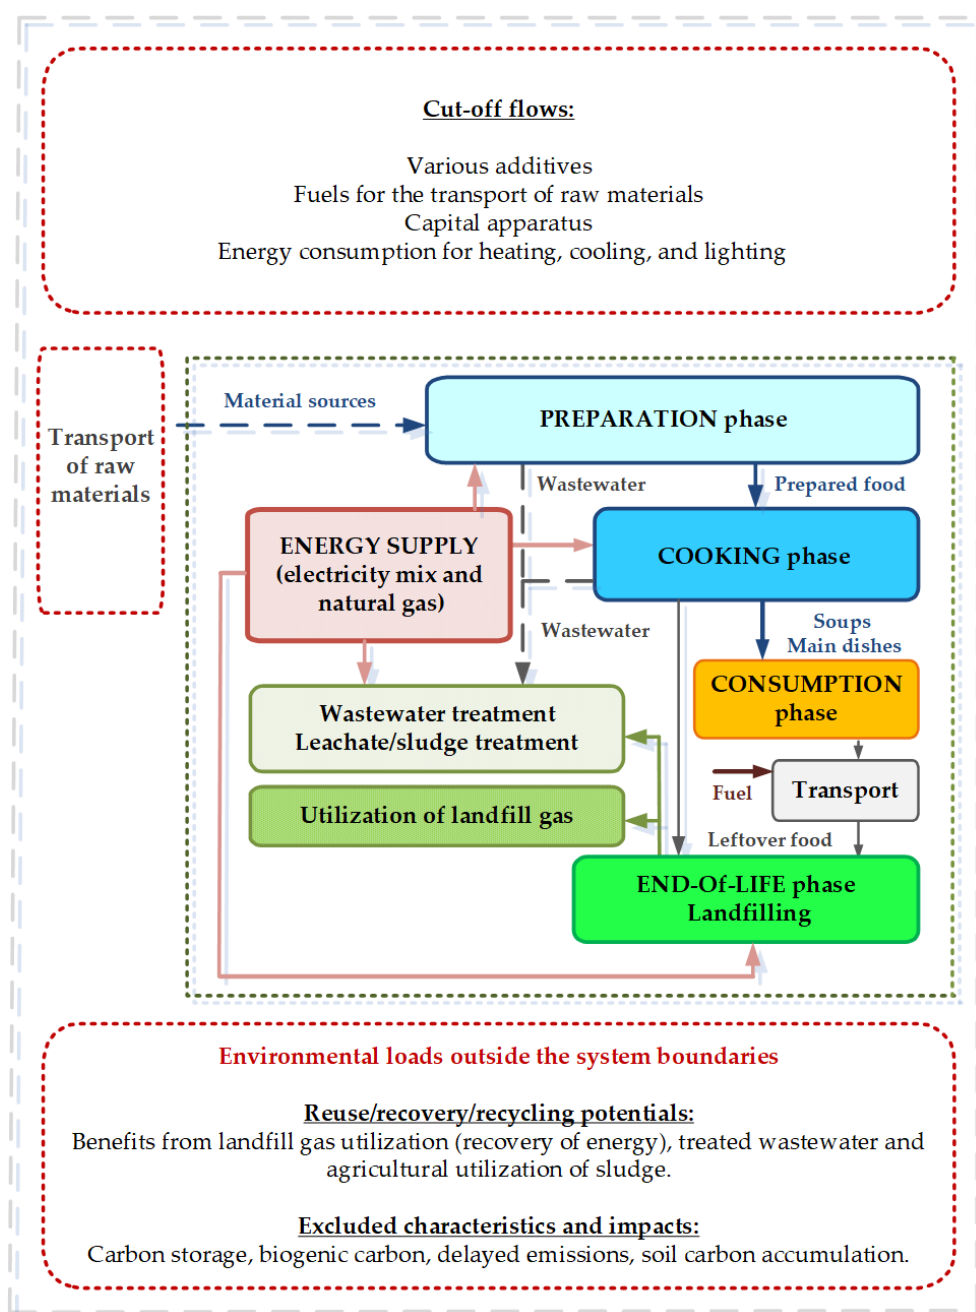 Cut-off flows:
Various additives
Fuels for the transport of raw materials
Capital apparatus
Energy consumption for heating, cooling, and lighting
Transport
of raw
materials
Material sources
PREPARATION phase
Wastewater
Prepared food
ENERGY SUPPLY
(electricity mix and
natural gas)
COOKING phase
Wastewater
Soups
Main dishes
CONSUMPTION
phase
Wastewater treatment
Leachate/sludge treatment
Fuel
Transport
Utilization of landfill gas
Leftover food
END-Of-LIFE phase
Landfilling
Environmental loads outside the system boundaries
Reuse/recovery/recycling potentials:
Benefits from landfill gas utilization (recovery of energy), treated wastewater and
agricultural utilization of sludge.
Excluded characteristics and impacts:
Carbon storage, biogenic carbon, delayed emissions, soil carbon accumulation.